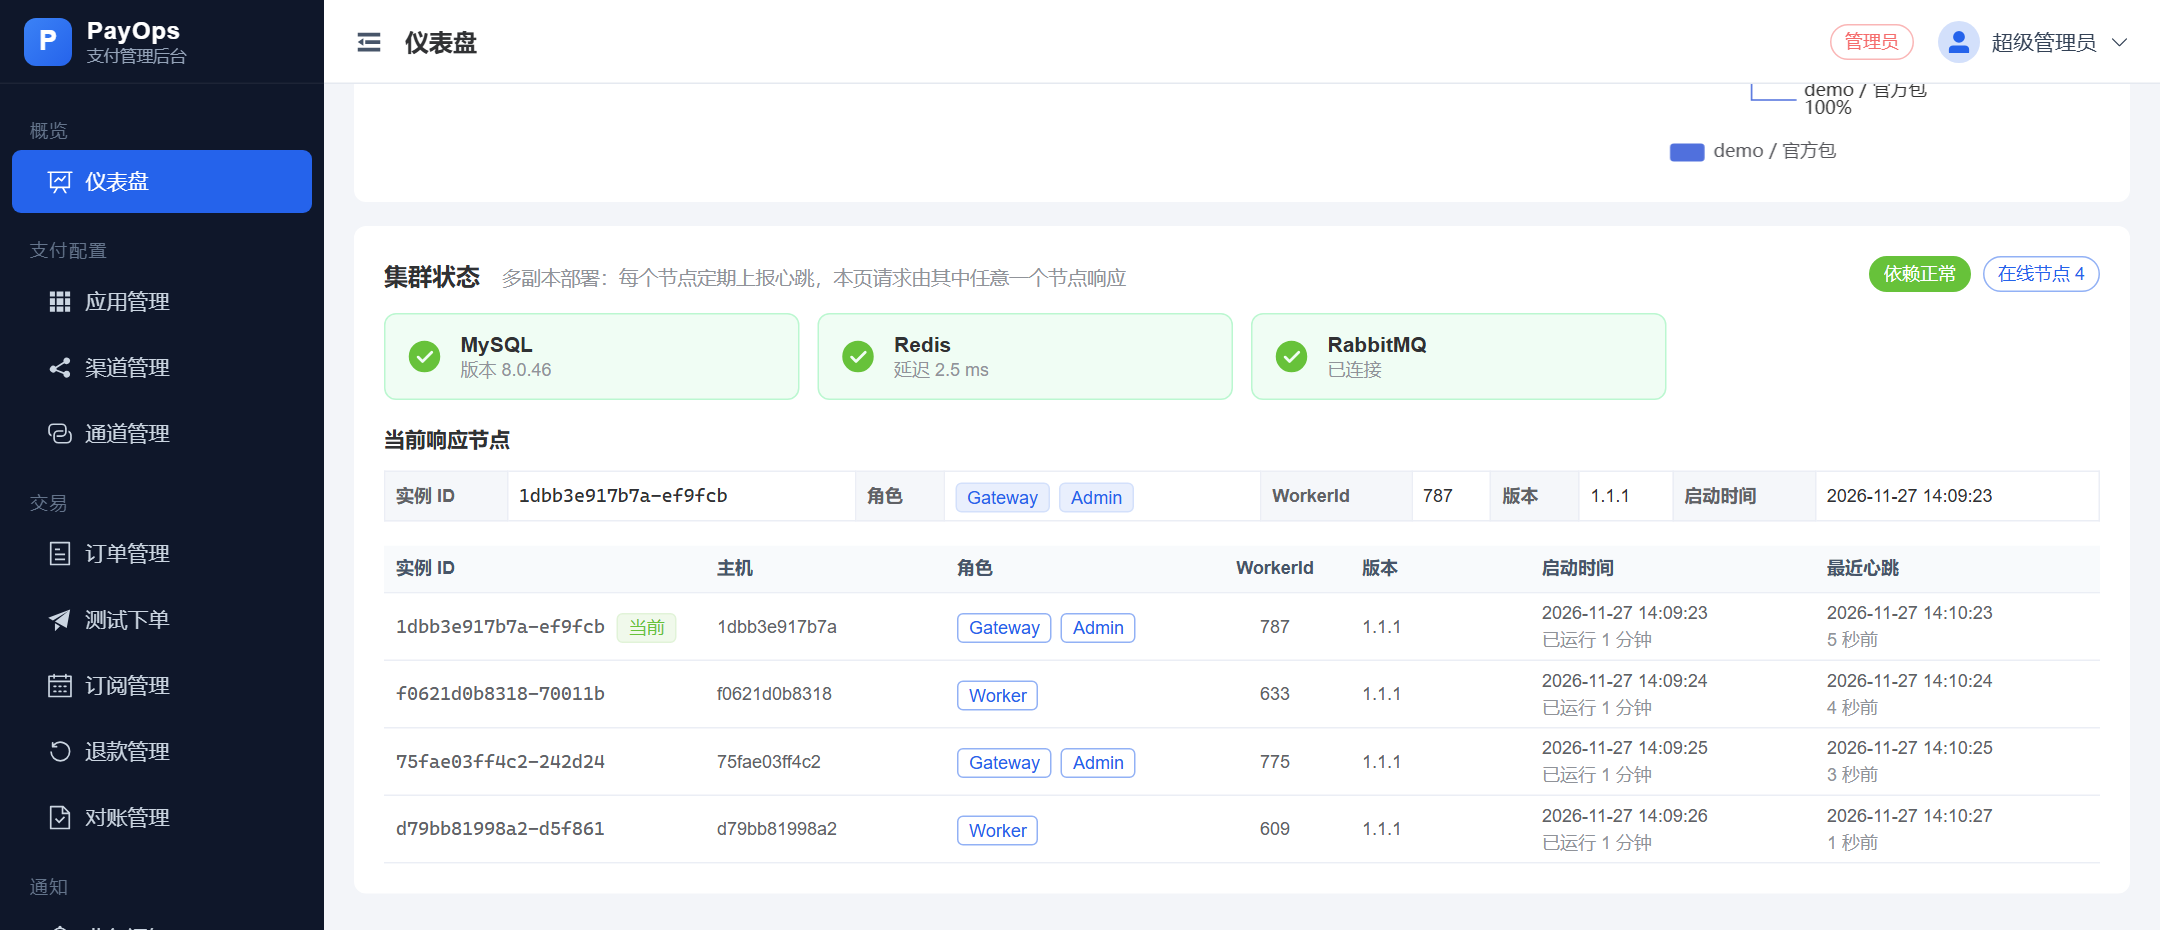 P
PayOps
支付管理后台
仪表盘
管理员
超级管理员
概览
仪表盘
支付配置
应用管理
渠道管理
通道管理
交易
订单管理
测试下单
订阅管理
退款管理
对账管理
通知
demo / 官方包
100%
demo / 官方包
集群状态
多副本部署：每个节点定期上报心跳，本页请求由其中任意一个节点响应
依赖正常
在线节点 4
MySQL
版本 8.0.46
Redis
延迟 2.5 ms
RabbitMQ
已连接
当前响应节点
实例 ID 1dbb3e917b7a-ef9fcb 角色 Gateway Admin WorkerId 787 版本 1.1.1 启动时间 2026-11-27 14:09:23
实例 ID 主机 角色 WorkerId 版本 启动时间 最近心跳
1dbb3e917b7a-ef9fcb 当前 1dbb3e917b7a Gateway Admin 787 1.1.1 2026-11-27 14:09:23 2026-11-27 14:10:23
已运行 1 分钟 5 秒前
f0621d0b8318-70011b f0621d0b8318 Worker 633 1.1.1 2026-11-27 14:09:24 2026-11-27 14:10:24
已运行 1 分钟 4 秒前
75fae03ff4c2-242d24 75fae03ff4c2 Gateway Admin 775 1.1.1 2026-11-27 14:09:25 2026-11-27 14:10:25
已运行 1 分钟 3 秒前
d79bb81998a2-d5f861 d79bb81998a2 Worker 609 1.1.1 2026-11-27 14:09:26 2026-11-27 14:10:27
已运行 1 分钟 1 秒前